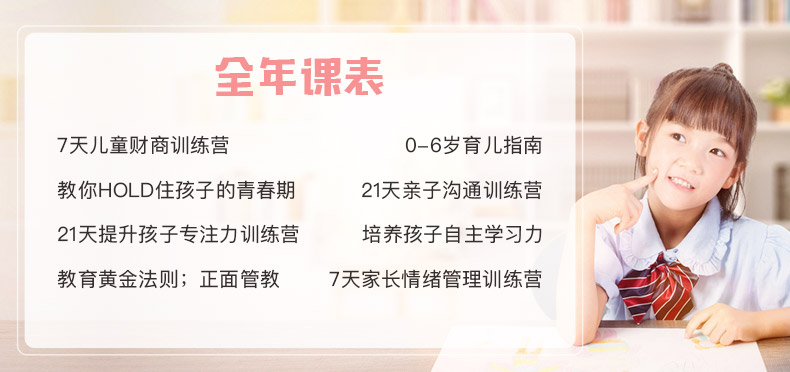 全年课表
7天儿童财商训练营 0-6岁育儿指南
教你HOLD住孩子的青春期 21天亲子沟通训练营
21天提升孩子专注力训练营 培养孩子自主学习力
教育黄金法则；正面管教 7天家长情绪管理训练营